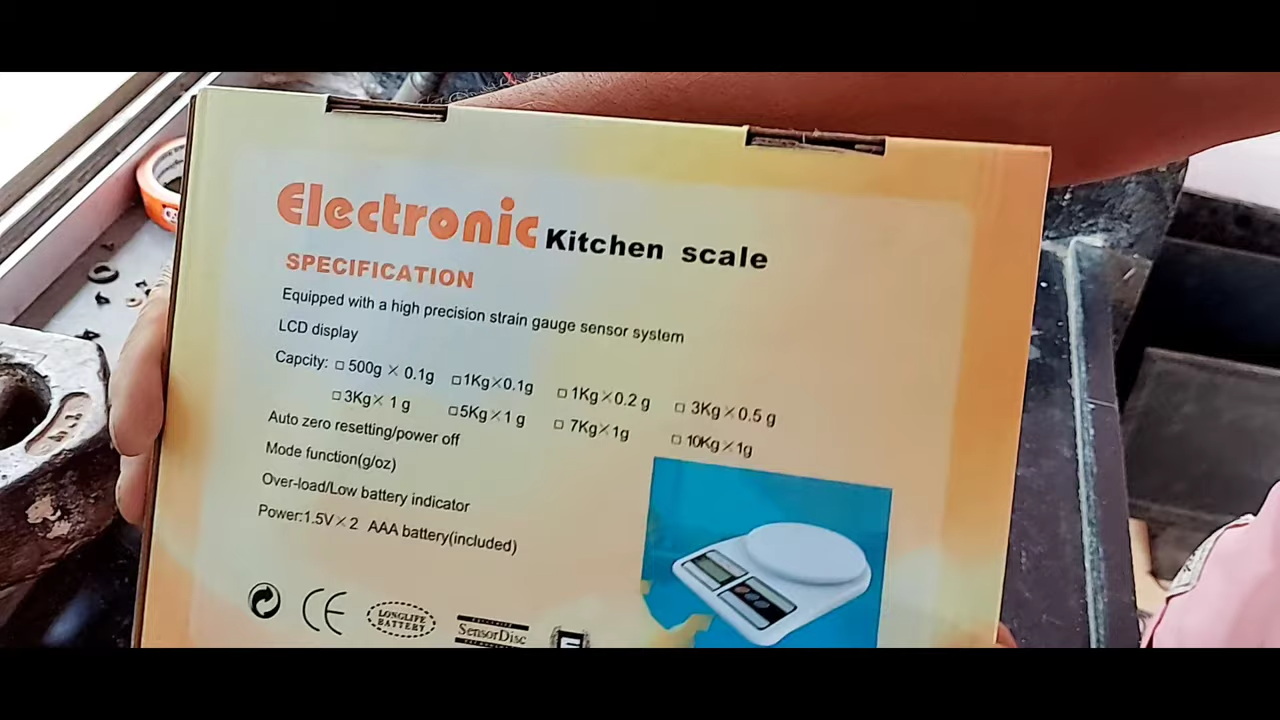 Electronic Kitchen scale
SPECIFICATION
Equipped with a high precision strain gauge sensor system
LCD display
Capcity: □ 500g × 0.1g □ 1Kg×0.1g □ 1Kg×0.2 g □ 3Kg×0.5 g
□ 3Kg× 1 g □ 5Kg×1 g □ 7Kg×1g □ 10Kg×1g
Auto zero resetting/power off
Mode function(g/oz)
Over-load/Low battery indicator
Power:1.5V×2 AAA battery(included)
CE
LONGLIFE
BATTERY
SensorDisc